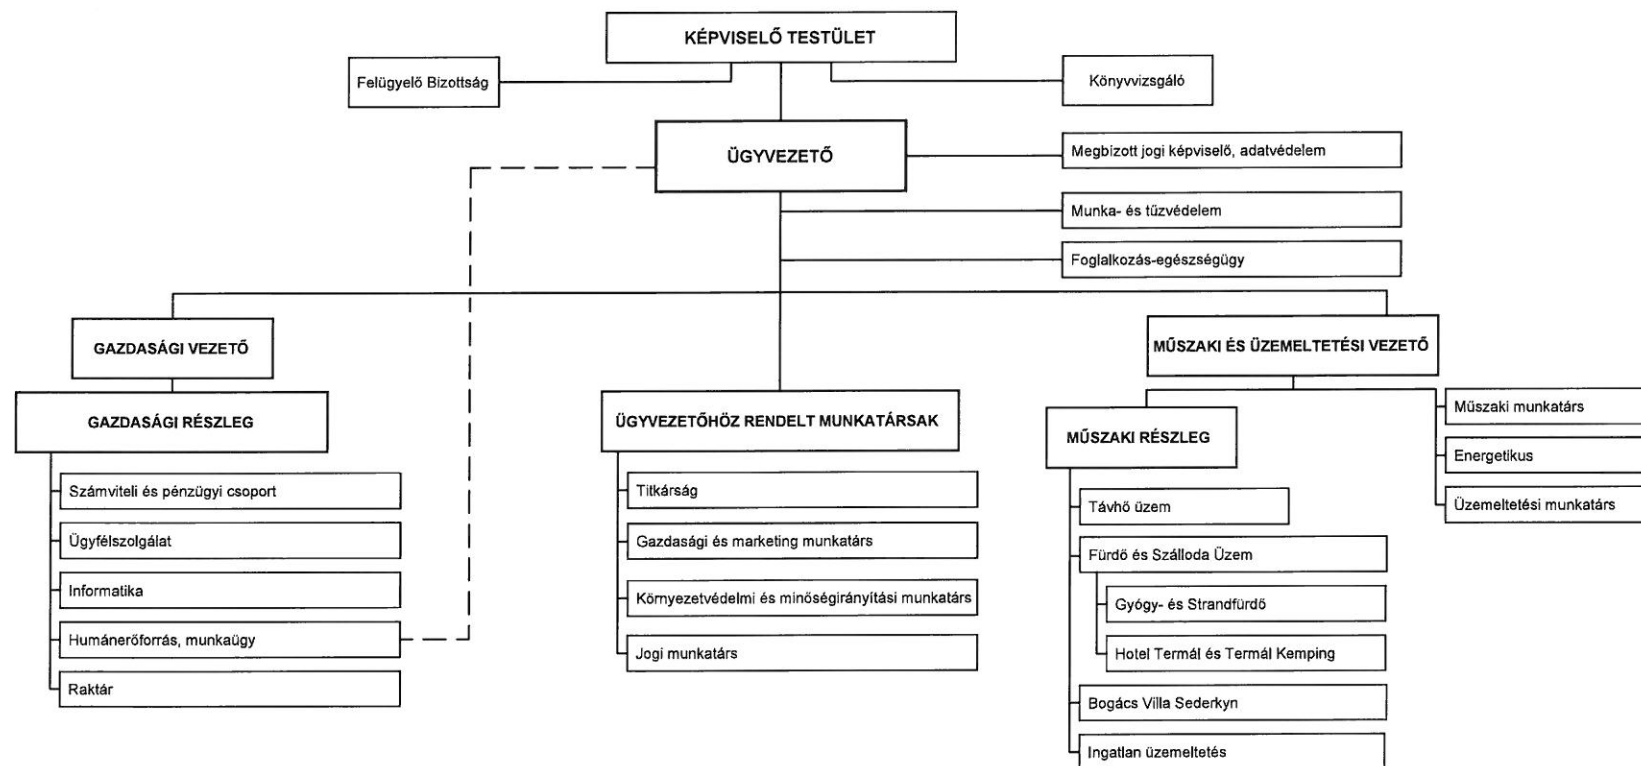 KÉPVISELŐ TESTÜLET
Felügyelő Bizottság
Könyvvizsgáló
ÜGYVEZETŐ
Megbizott jogi képviselő, adatvédelem
Munka- és tűzvédelem
Foglalkozás-egészségügy
GAZDASÁGI VEZETŐ
MŰSZAKI ÉS ÜZEMELTETÉSI VEZETŐ
GAZDASÁGI RÉSZLEG
Számviteli és pénzügyi csoport
Ügyfélszolgálat
Informatika
Humánerőforrás, munkaügy
Raktár
ÜGYVEZETŐHÖZ RENDELT MUNKATÁRSAK
Titkárság
Gazdasági és marketing munkatárs
Környezetvédelmi és minőségirányítási munkatárs
Jogi munkatárs
MŰSZAKI RÉSZLEG
Távhő üzem
Fürdő és Szálloda Üzem
Gyógy- és Strandfürdő
Hotel Termál és Termál Kemping
Bogács Villa Sederkyn
Ingatlan üzemeltetés
Műszaki munkatárs
Energetikus
Üzemeltetési munkatárs